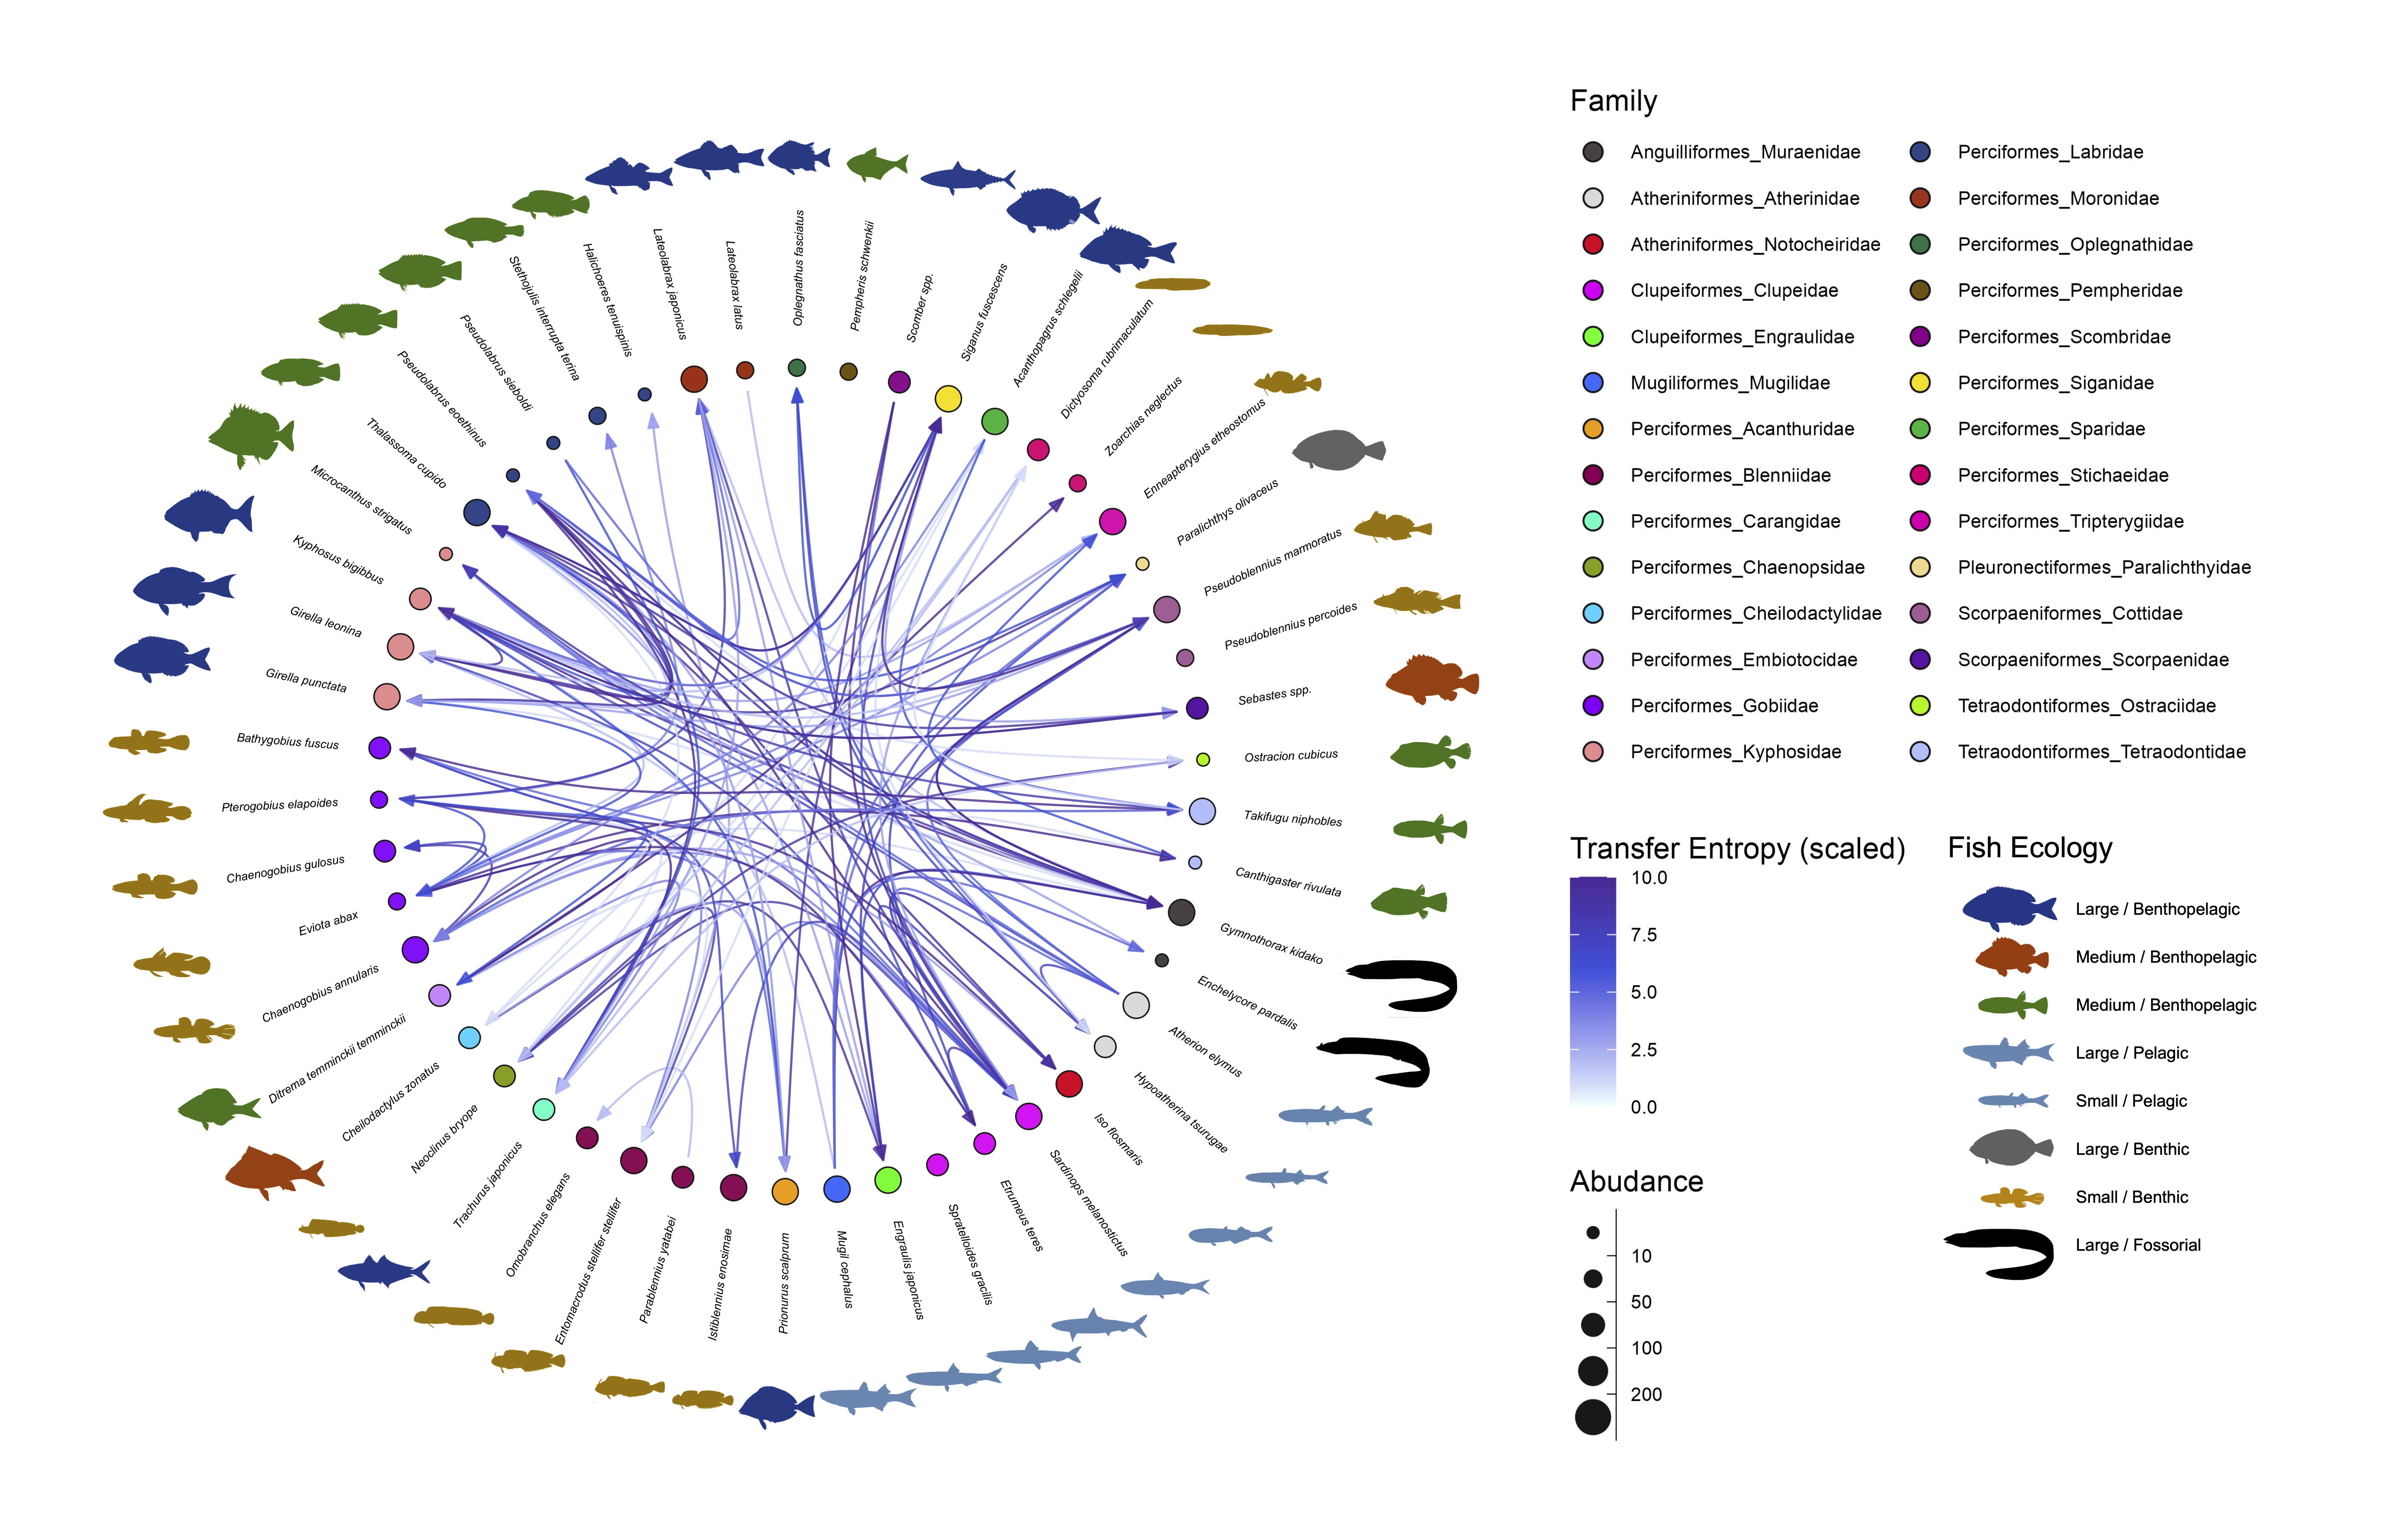 Family
Anguilliformes_Muraenidae
Atheriniformes_Atherinidae
Atheriniformes_Notocheiridae
Clupeiformes_Clupeidae
Clupeiformes_Engraulidae
Mugiliformes_Mugilidae
Perciformes_Acanthuridae
Perciformes_Blenniidae
Perciformes_Carangidae
Perciformes_Chaenopsidae
Perciformes_Cheilodactylidae
Perciformes_Embiotocidae
Perciformes_Gobiidae
Perciformes_Kyphosidae
Perciformes_Labridae
Perciformes_Moronidae
Perciformes_Oplegnathidae
Perciformes_Pempheridae
Perciformes_Scombridae
Perciformes_Siganidae
Perciformes_Sparidae
Perciformes_Stichaeidae
Perciformes_Tripterygiidae
Pleuronectiformes_Paralichthyidae
Scorpaeniformes_Cottidae
Scorpaeniformes_Scorpaenidae
Tetraodontiformes_Ostraciidae
Tetraodontiformes_Tetraodontidae
Transfer Entropy (scaled)
10.0
7.5
5.0
2.5
0.0
Abudance
10
50
100
200
Fish Ecology
Large / Benthopelagic
Medium / Benthopelagic
Medium / Benthopelagic
Large / Pelagic
Small / Pelagic
Large / Benthic
Small / Benthic
Large / Fossorial
Oplegnathus fasciatus
Pempheris schwenkii
Scomber spp.
Siganus fuscescens
Acanthopagrus schlegelii
Dictyosoma rubrimaculatum
Zoarchias neglectus
Enneapterygius etheostomus
Paralichthys olivaceus
Pseudoblennius marmoratus
Pseudoblennius percoides
Sebastes spp.
Ostracion cubicus
Takifugu niphobles
Canthigaster rivulata
Gymnothorax kidako
Enchelycore pardalis
Atherion elymus
Hypoatherina tsurugae
Iso flosmaris
Sardinops melanostictus
Etrumeus teres
Spratelloides gracilis
Engraulis japonicus
Mugil cephalus
Prionurus scalprum
Istiblennius enosimae
Parablennius yatabei
Entomacrodus stellifer stellifer
Omobranchus elegans
Trachurus japonicus
Neoclinus bryope
Cheilodactylus zonatus
Ditrema temminckii temminckii
Chaenogobius annularis
Eviota abax
Chaenogobius gulosus
Pterogobius elapoides
Bathygobius fuscus
Girella punctata
Girella leonina
Kyphosus bigibbus
Microcanthus strigatus
Thalassoma cupido
Pseudolabrus eoethinus
Pseudolabrus sieboldi
Stethojulis interrupta terina
Halichoeres tenuispinis
Lateolabrax japonicus
Lateolabrax latus